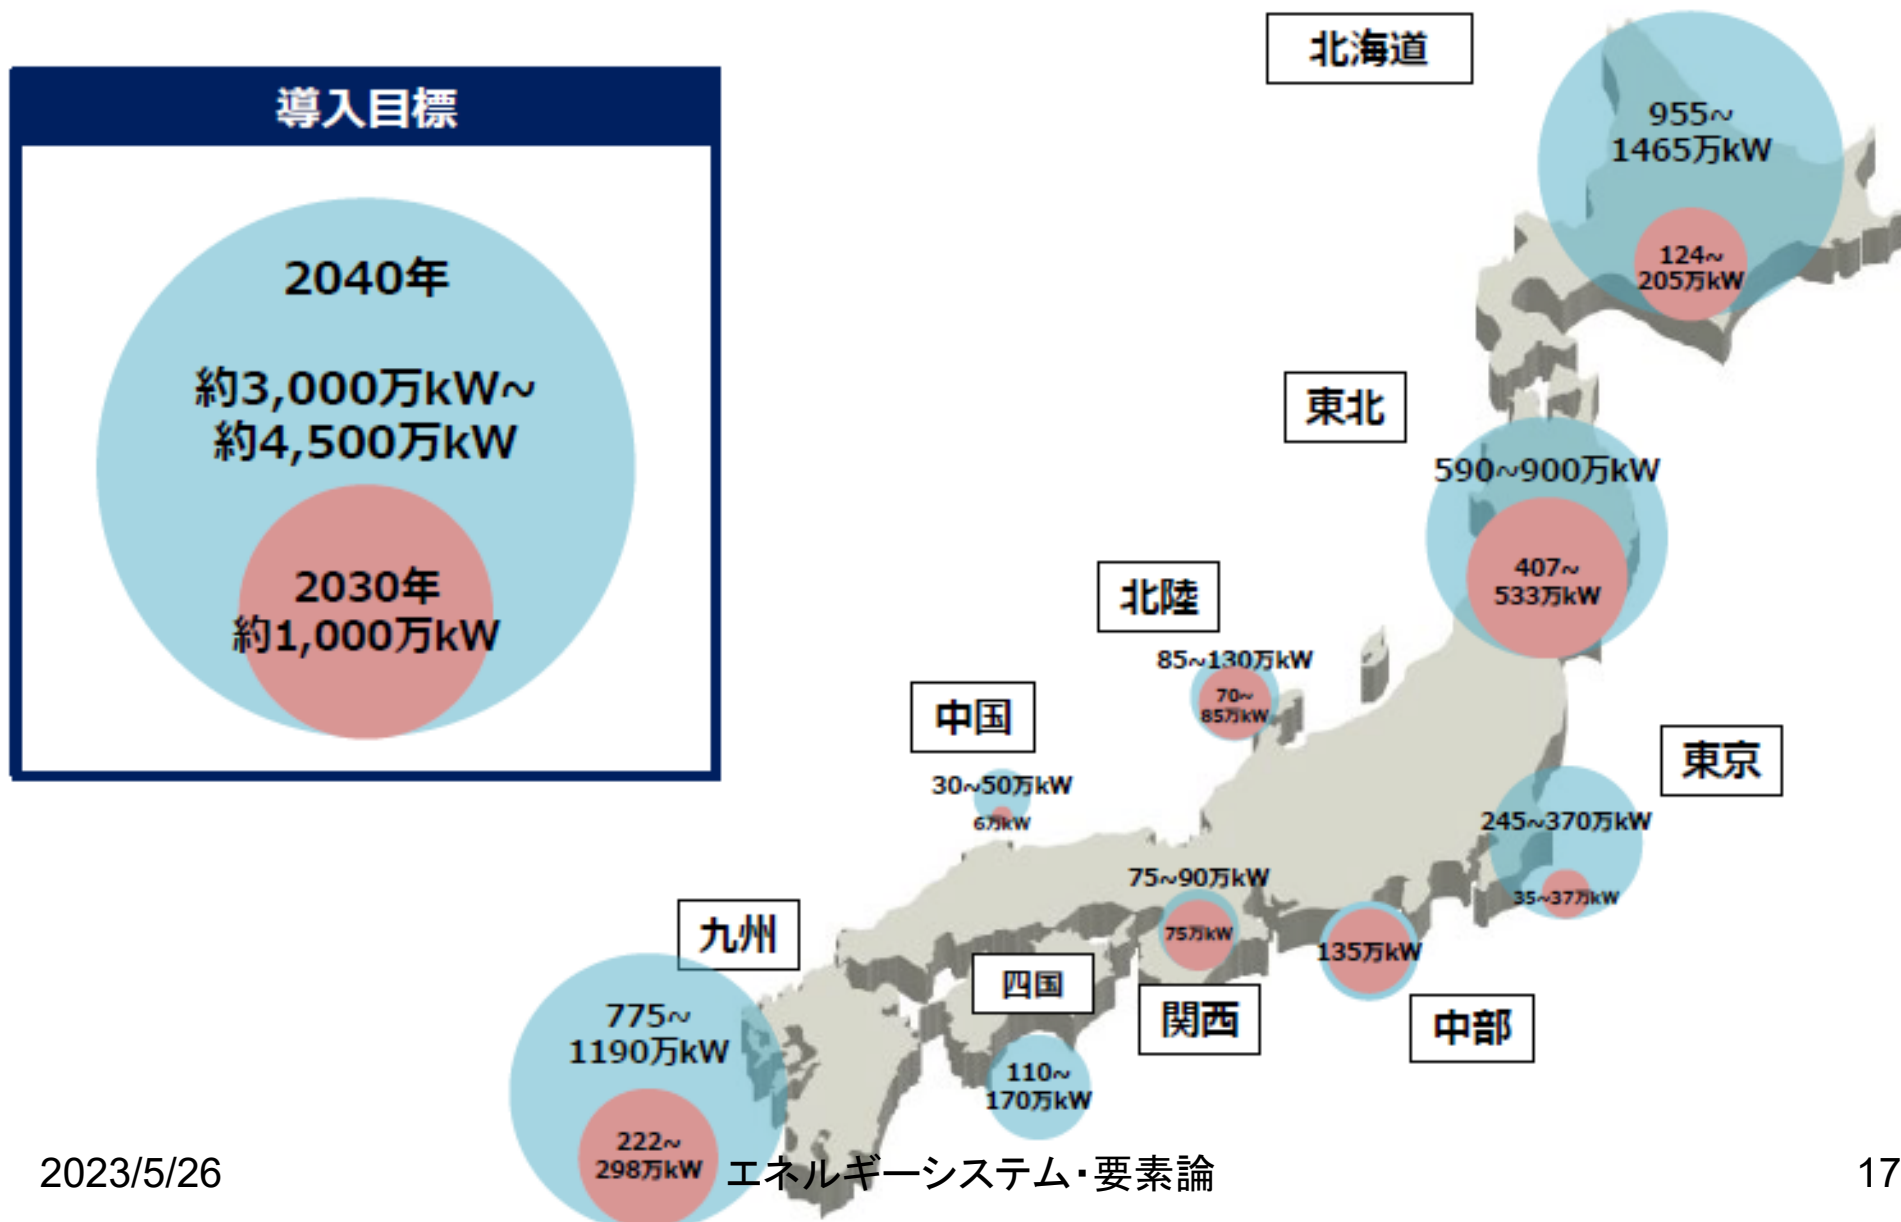 導入目標
2040年
約3,000万kW~
約4,500万kW
2030年
約1,000万kW
北海道
955~
1465万kW
124~
205万kW
東北
590~900万kW
407~
533万kW
北陸
85~130万kW
70~
85万kW
中国
30~50万kW
6万kW
東京
245~370万kW
35~37万kW
75~90万kW
75万kW
関西
135万kW
中部
四国
110~
170万kW
九州
775~
1190万kW
222~
298万kW
2023/5/26
エネルギーシステム・要素論
17